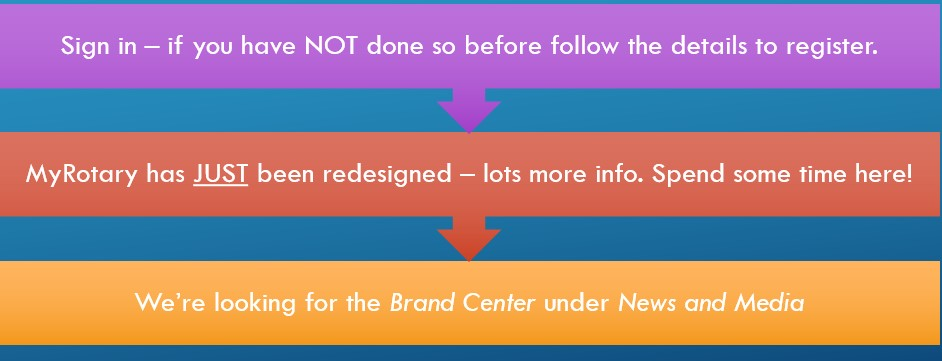 Sign in – if you have NOT done so before follow the details to register.
MyRotary has JUST been redesigned – lots more info. Spend some time here!
We’re looking for the Brand Center under News and Media